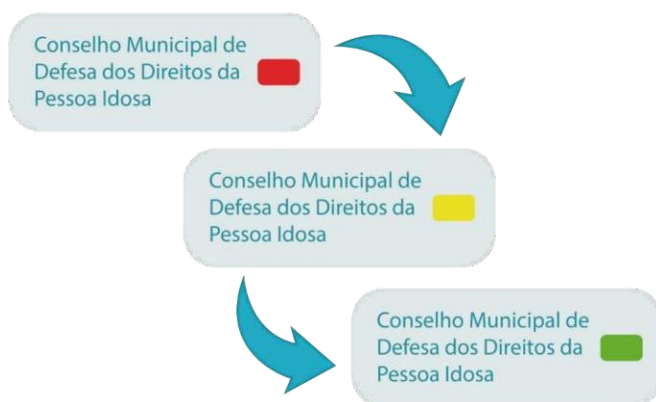 Conselho Municipal de
Defesa dos Direitos da
Pessoa Idosa
Conselho Municipal de
Defesa dos Direitos da
Pessoa Idosa
Conselho Municipal de
Defesa dos Direitos da
Pessoa Idosa